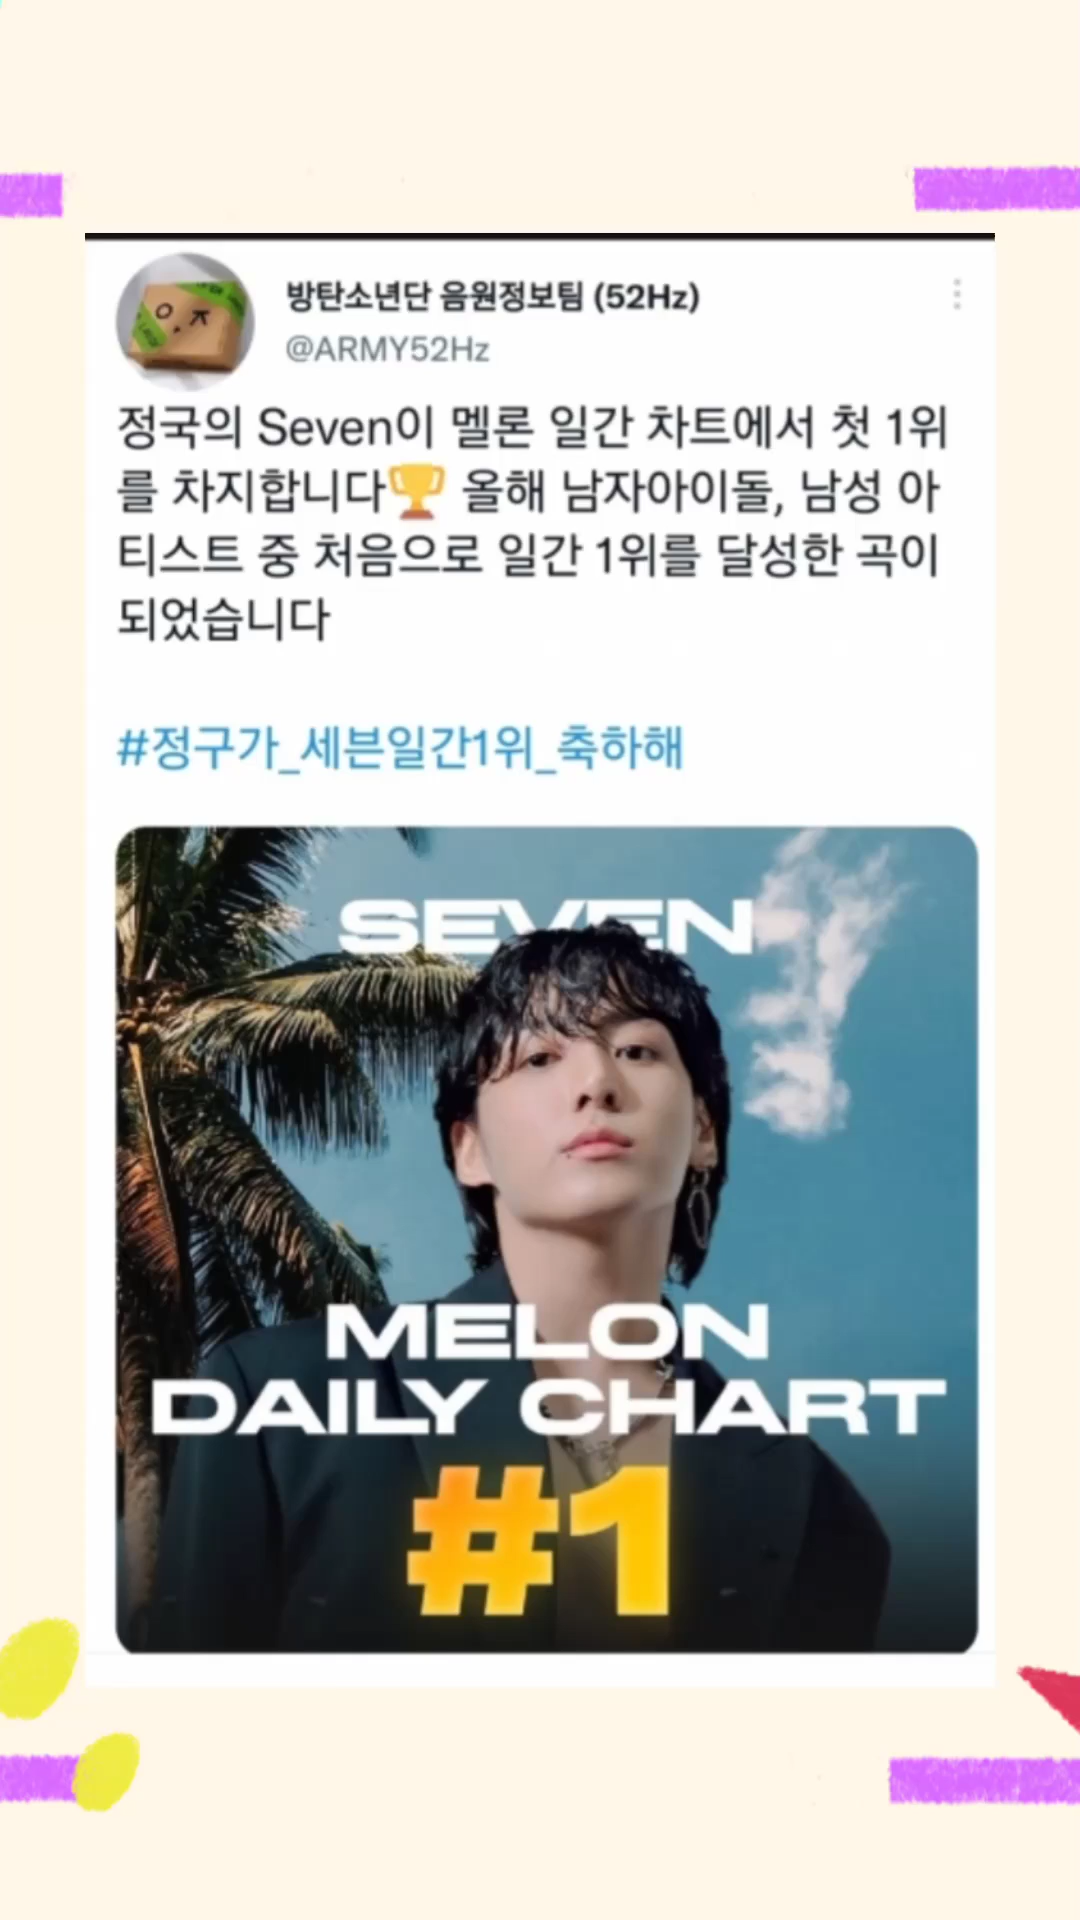 방탄소년단 음원정보팀 (52Hz)
@ARMY52Hz
정국의 Seven이 멜론 일간 차트에서 첫 1위
를 차지합니다🏆 올해 남자아이돌, 남성 아
티스트 중 처음으로 일간 1위를 달성한 곡이
되었습니다
#정구가_세븐일간1위_축하해
SEVEN
MELON
DAILY CHART
#1